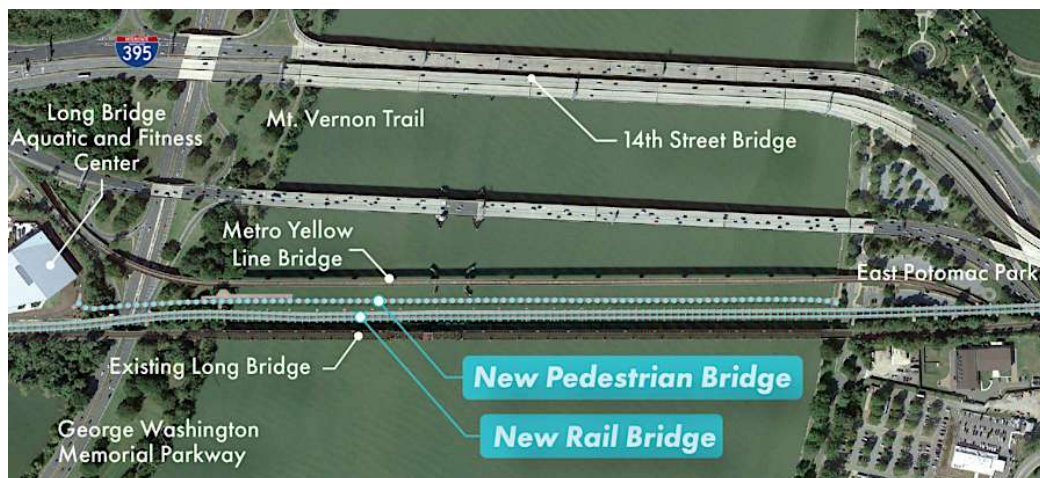 INTERSTATE
395
Long Bridge
Aquatic and Fitness
Center
Mt. Vernon Trail
14th Street Bridge
Metro Yellow
Line Bridge
East Potomac Park
Existing Long Bridge
New Pedestrian Bridge
New Rail Bridge
George Washington
Memorial Parkway